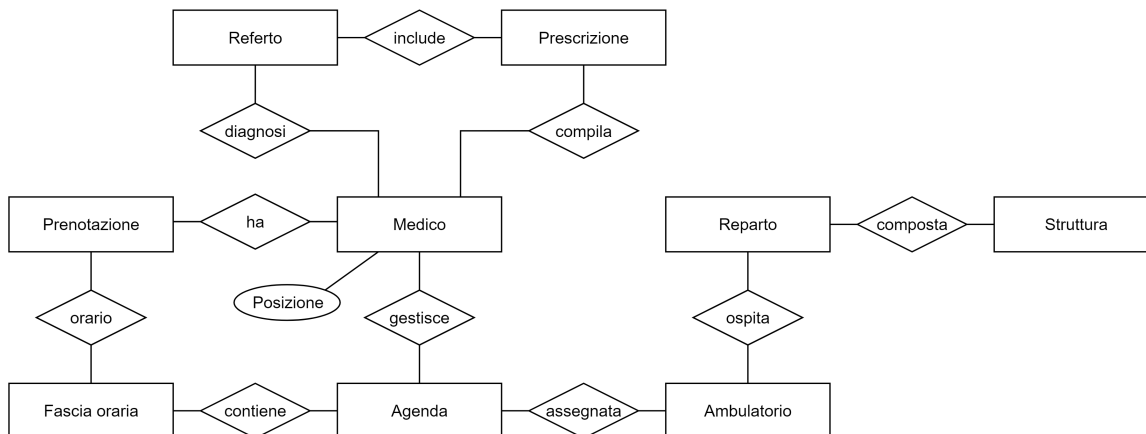 Referto
include
Prescrizione
diagnosi
compila
Prenotazione
ha
Medico
Reparto
composta
Struttura
Posizione
orario
gestisce
ospita
Fascia oraria
contiene
Agenda
assegnata
Ambulatorio